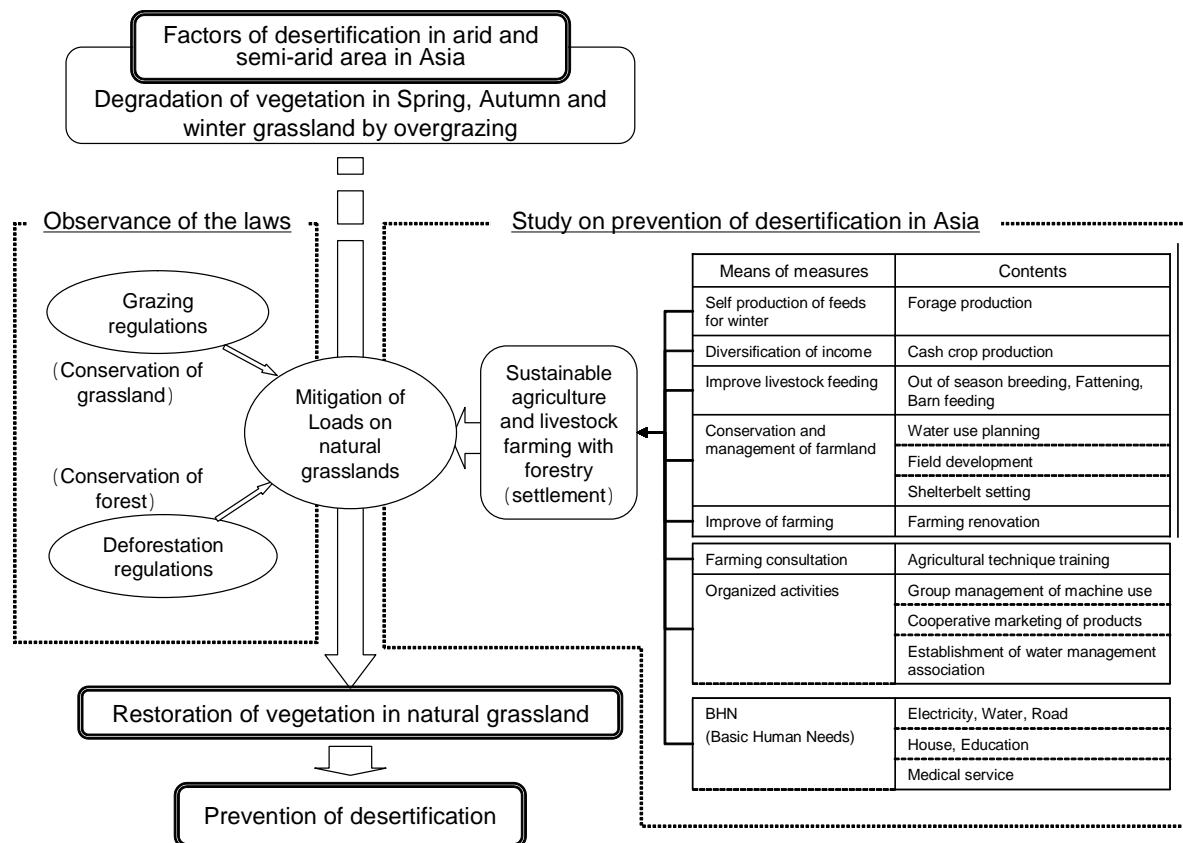 Factors of desertification in arid and
semi-arid area in Asia
Degradation of vegetation in Spring, Autumn and
winter grassland by overgrazing
Observance of the laws
Grazing
regulations
(Conservation of
grassland)
(Conservation
of forest)
Deforestation
regulations
Mitigation of
Loads on
natural
grasslands
Study on prevention of desertification in Asia
Sustainable
agriculture
and livestock
farming with
forestry
(settlement)
Means of measures
Contents
Self production of feeds
for winter
Forage production
Diversification of income
Cash crop production
Improve livestock feeding
Out of season breeding, Fattening,
Barn feeding
Conservation and
management of farmland
Water use planning
Field development
Shelterbelt setting
Improve of farming
Farming renovation
Farming consultation
Agricultural technique training
Organized activities
Group management of machine use
Cooperative marketing of products
Establishment of water management
association
BHN
(Basic Human Needs)
Electricity, Water, Road
House, Education
Medical service
Restoration of vegetation in natural grassland
Prevention of desertification